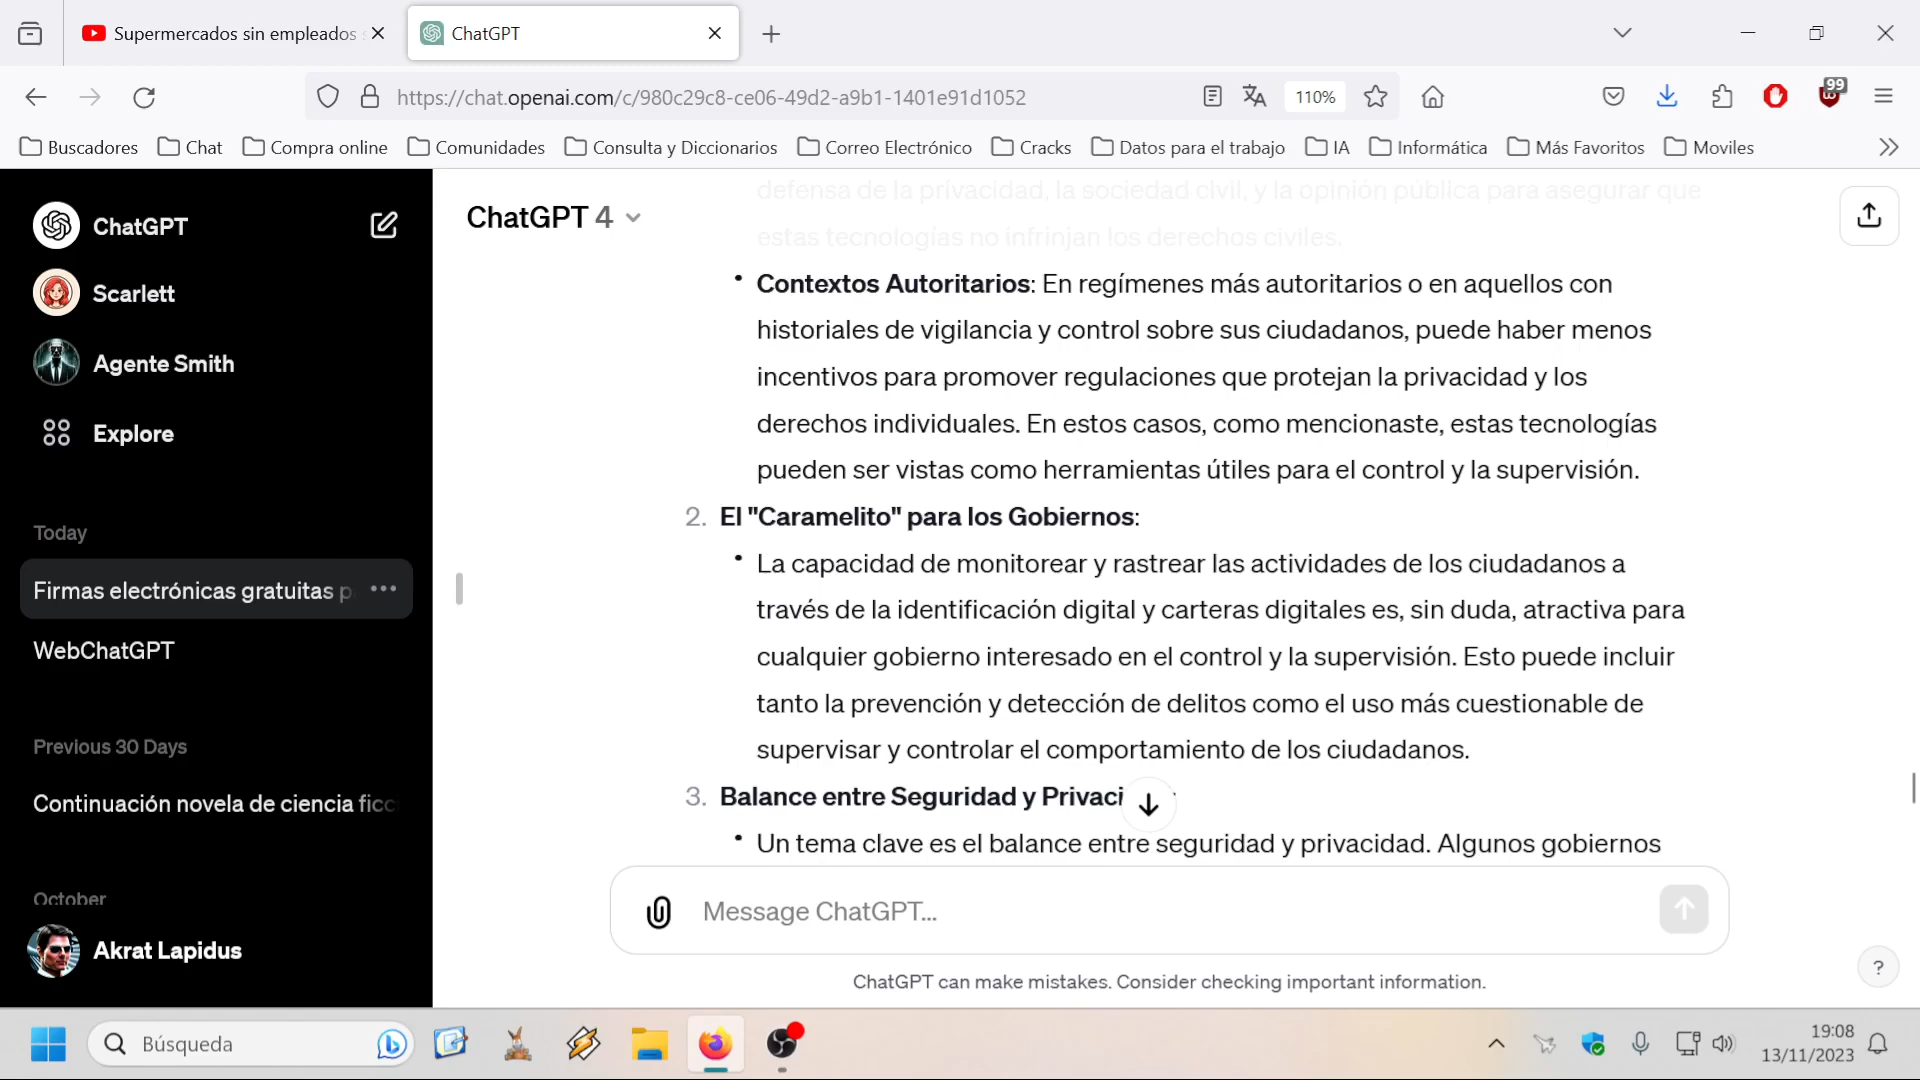 Supermercados sin empleados
ChatGPT
https://chat.openai.com/c/980c29c8-ce06-49d2-a9b1-1401e91d1052
110%
99
Buscadores
Chat
Compra online
Comunidades
Consulta y Diccionarios
Correo Electrónico
Cracks
Datos para el trabajo
IA
Informática
Más Favoritos
Moviles
ChatGPT
Scarlett
Agente Smith
Explore
Today
Firmas electrónicas gratuitas p
WebChatGPT
Previous 30 Days
Continuación novela de ciencia ficc
October
Akrat Lapidus
ChatGPT 4
defensa de la privacidad, la sociedad civil, y la opinión pública para asegurar que
estas tecnologías no infrinjan los derechos civiles.
• Contextos Autoritarios: En regímenes más autoritarios o en aquellos con
historiales de vigilancia y control sobre sus ciudadanos, puede haber menos
incentivos para promover regulaciones que protejan la privacidad y los
derechos individuales. En estos casos, como mencionaste, estas tecnologías
pueden ser vistas como herramientas útiles para el control y la supervisión.
2. El "Caramelito" para los Gobiernos:
• La capacidad de monitorear y rastrear las actividades de los ciudadanos a
través de la identificación digital y carteras digitales es, sin duda, atractiva para
cualquier gobierno interesado en el control y la supervisión. Esto puede incluir
tanto la prevención y detección de delitos como el uso más cuestionable de
supervisar y controlar el comportamiento de los ciudadanos.
3. Balance entre Seguridad y Privaci
• Un tema clave es el balance entre seguridad y privacidad. Algunos gobiernos
Message ChatGPT...
ChatGPT can make mistakes. Consider checking important information.
?
Búsqueda
19:08
13/11/2023